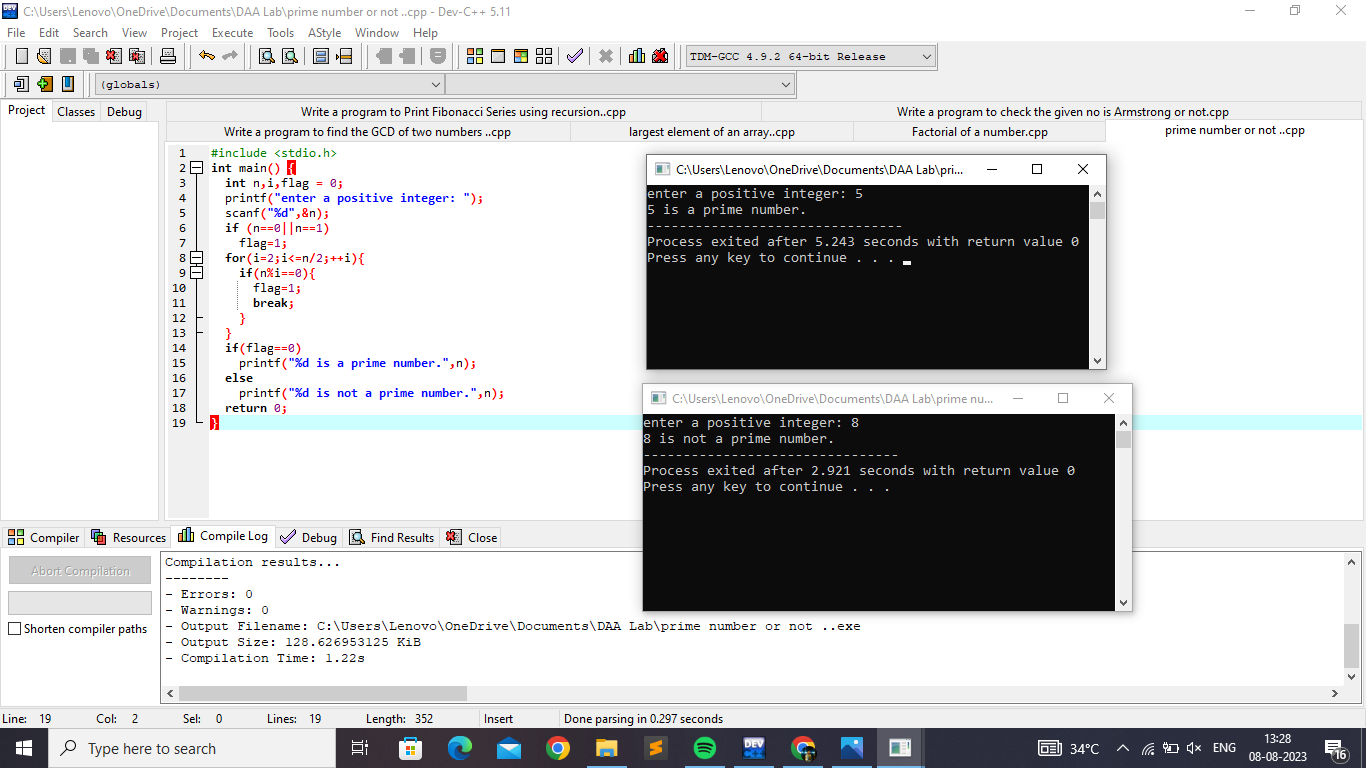 C:\Users\Lenovo\OneDrive\Documents\DAA Lab\prime number or not ..cpp - Dev-C++ 5.11
File Edit Search View Project Execute Tools AStyle Window Help
TDM-GCC 4.9.2 64-bit Release
(globals)
Project Classes Debug
Write a program to Print Fibonacci Series using recursion..cpp Write a program to check the given no is Armstrong or not.cpp
Write a program to find the GCD of two numbers ..cpp largest element of an array..cpp Factorial of a number.cpp prime number or not ..cpp
1 #include <stdio.h>
2 int main() {
3 int n,i,flag = 0;
4 printf("enter a positive integer: ");
5 scanf("%d",&n);
6 if (n==0||n==1)
7 flag=1;
8 for(i=2;i<=n/2;++i){
9 if(n%i==0){
10 flag=1;
11 break;
12 }
13 }
14 if(flag==0)
15 printf("%d is a prime number.",n);
16 else
17 printf("%d is not a prime number.",n);
18 return 0;
19 }
C:\Users\Lenovo\OneDrive\Documents\DAA Lab\pri...
enter a positive integer: 5
5 is a prime number.
--------------------------------
Process exited after 5.243 seconds with return value 0
Press any key to continue . . .
C:\Users\Lenovo\OneDrive\Documents\DAA Lab\prime nu...
enter a positive integer: 8
8 is not a prime number.
--------------------------------
Process exited after 2.921 seconds with return value 0
Press any key to continue . . .
Compiler Resources Compile Log Debug Find Results Close
Abort Compilation
Shorten compiler paths
Compilation results...
--------
- Errors: 0
- Warnings: 0
- Output Filename: C:\Users\Lenovo\OneDrive\Documents\DAA Lab\prime number or not ..exe
- Output Size: 128.626953125 KiB
- Compilation Time: 1.22s
Line: 19 Col: 2 Sel: 0 Lines: 19 Length: 352 Insert Done parsing in 0.297 seconds
Type here to search
DEV
34°C
ENG
13:28
08-08-2023
16